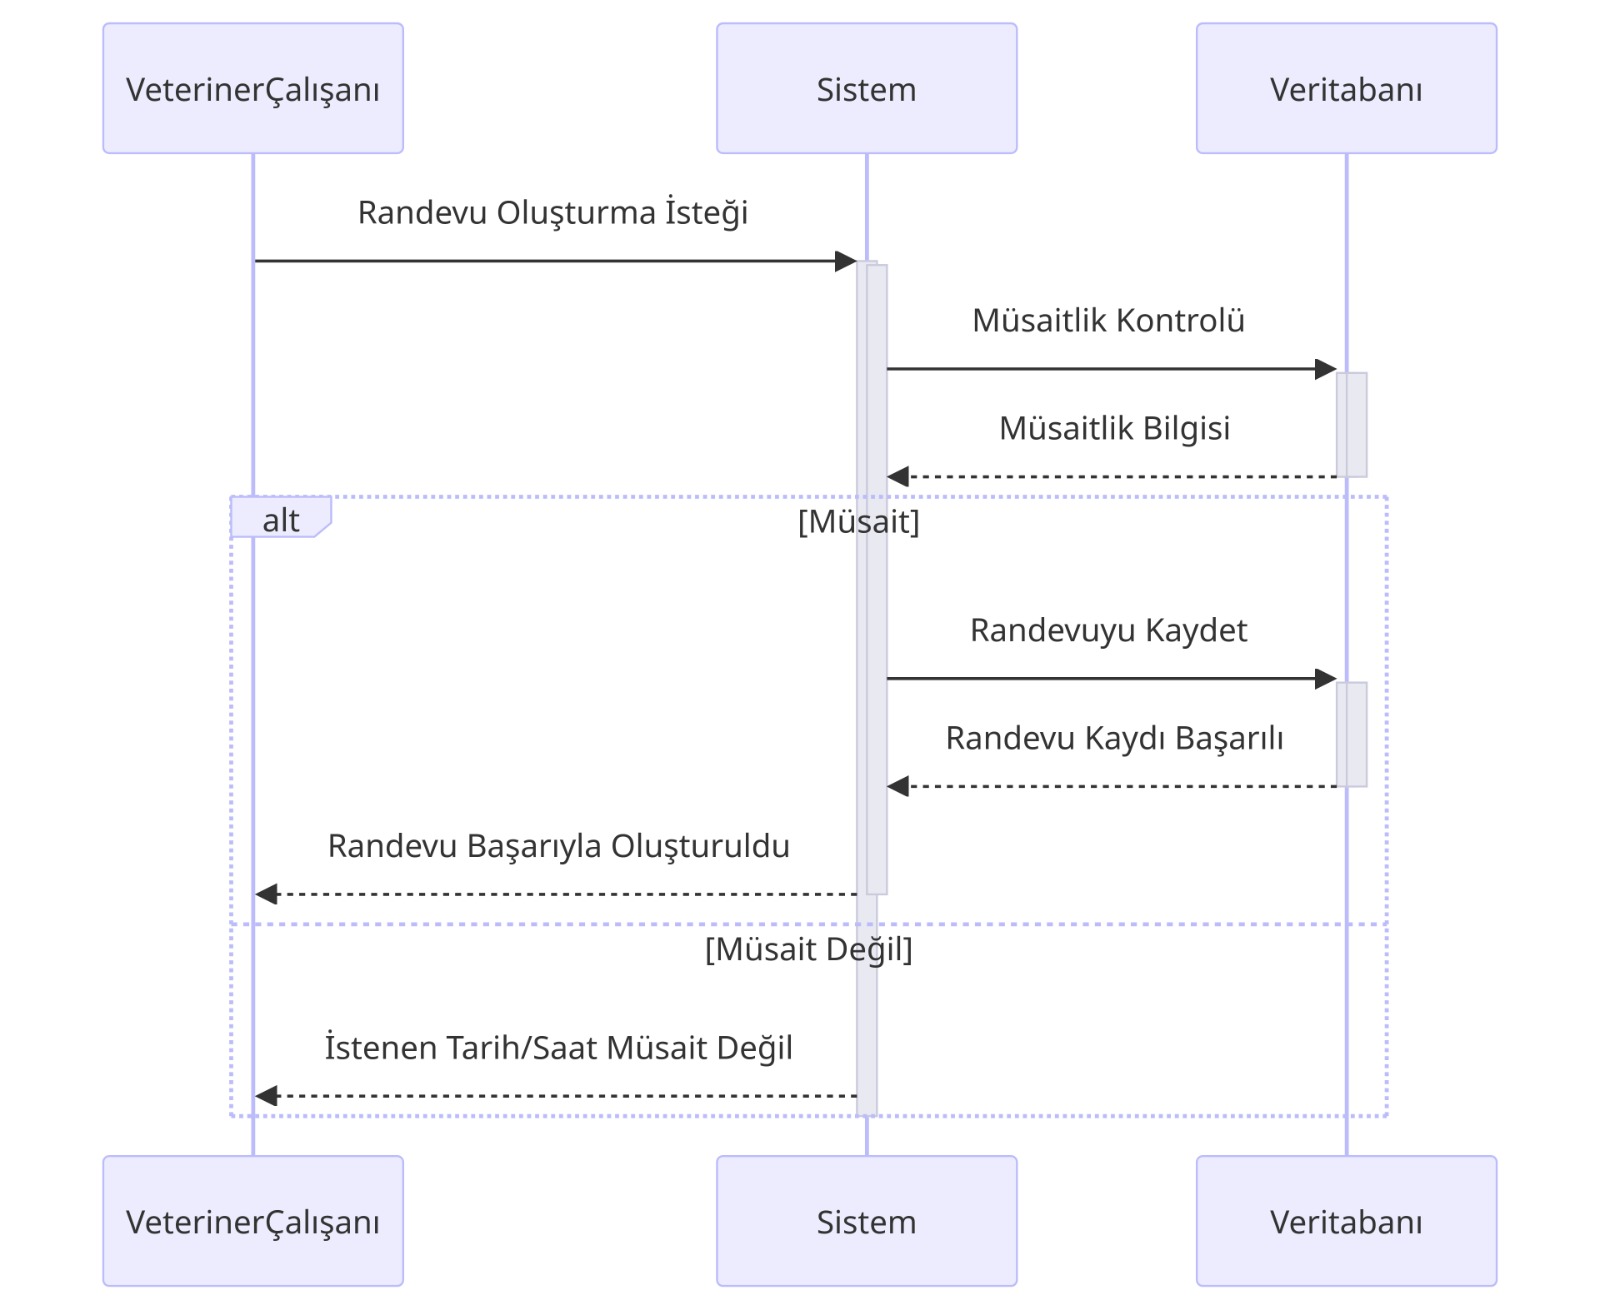 VeterinerÇalışanı
Sistem
Veritabanı
Randevu Oluşturma İsteği
Müsaitlik Kontrolü
Müsaitlik Bilgisi
alt
[Müsait]
Randevuyu Kaydet
Randevu Kaydı Başarılı
Randevu Başarıyla Oluşturuldu
[Müsait Değil]
İstenen Tarih/Saat Müsait Değil
VeterinerÇalışanı
Sistem
Veritabanı